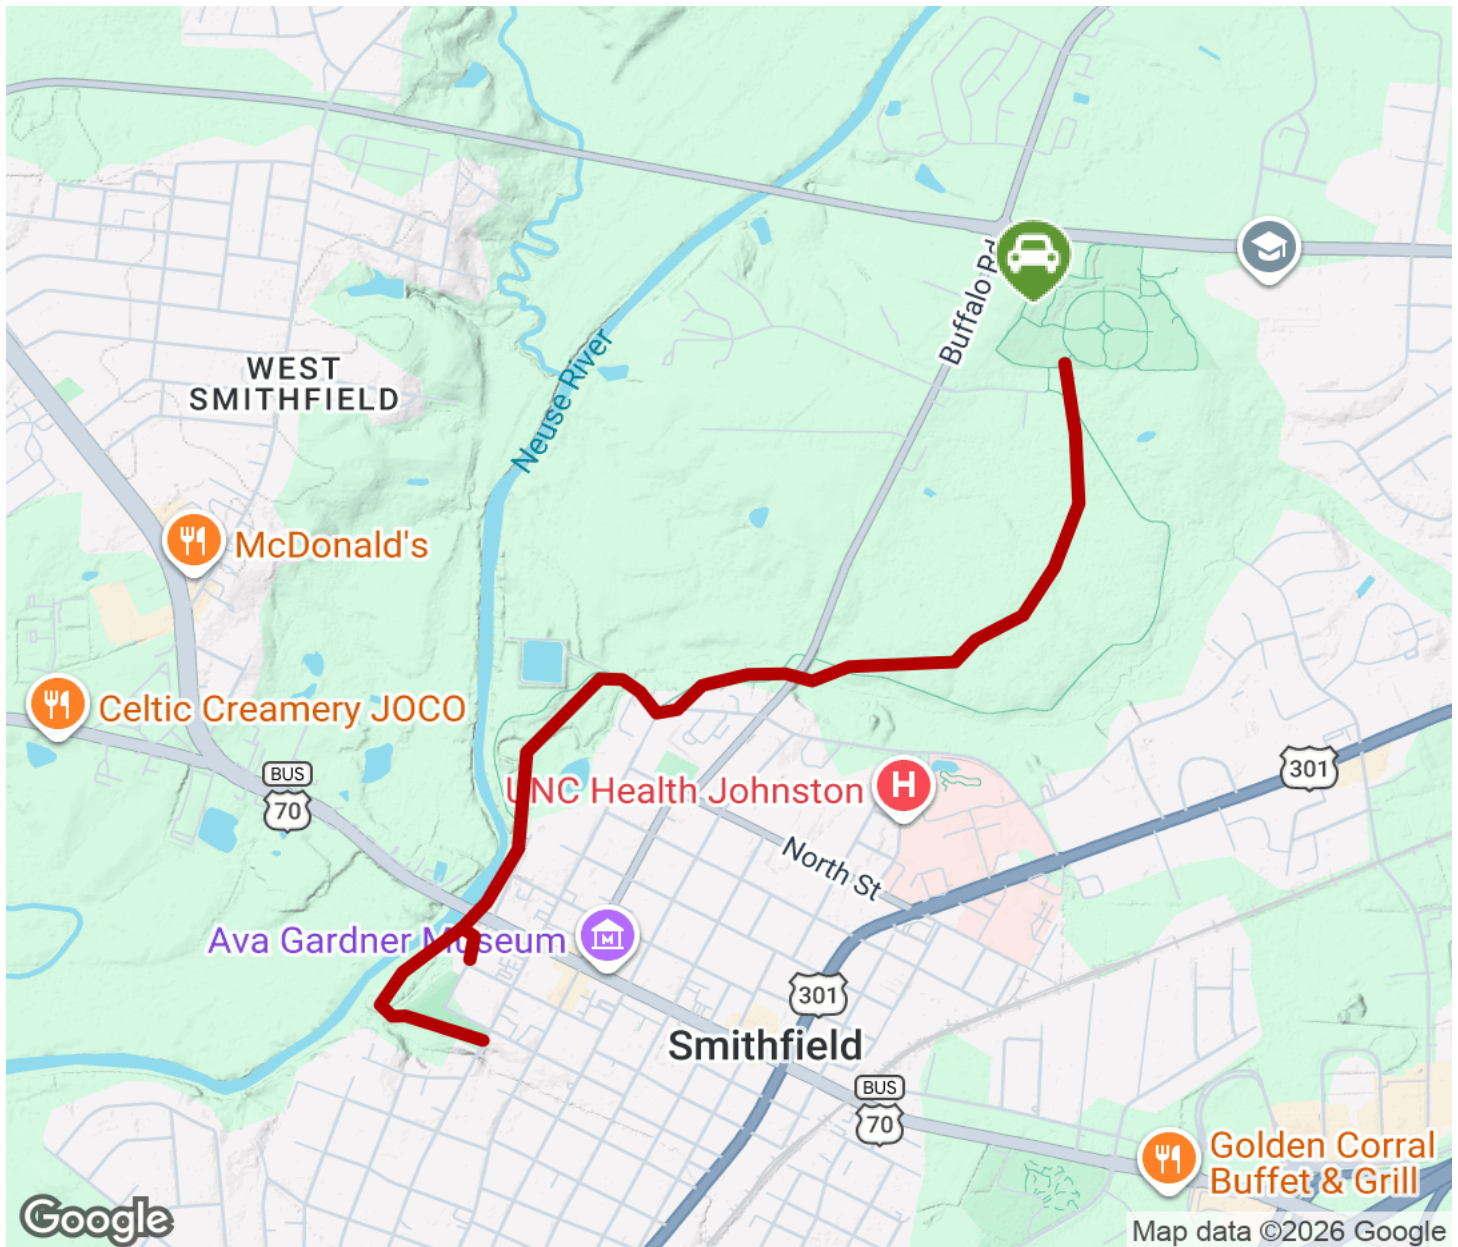 Buffalo Rd
WEST
SMITHFIELD
Neuse River
McDonald's
Celtic Creamery JOCO
BUS
70
UNC Health Johnston
H
301
North St
Ava Gardner Museum
M
301
Smithfield
BUS
70
Golden Corral
Buffet & Grill
Google
Map data ©2026 Google